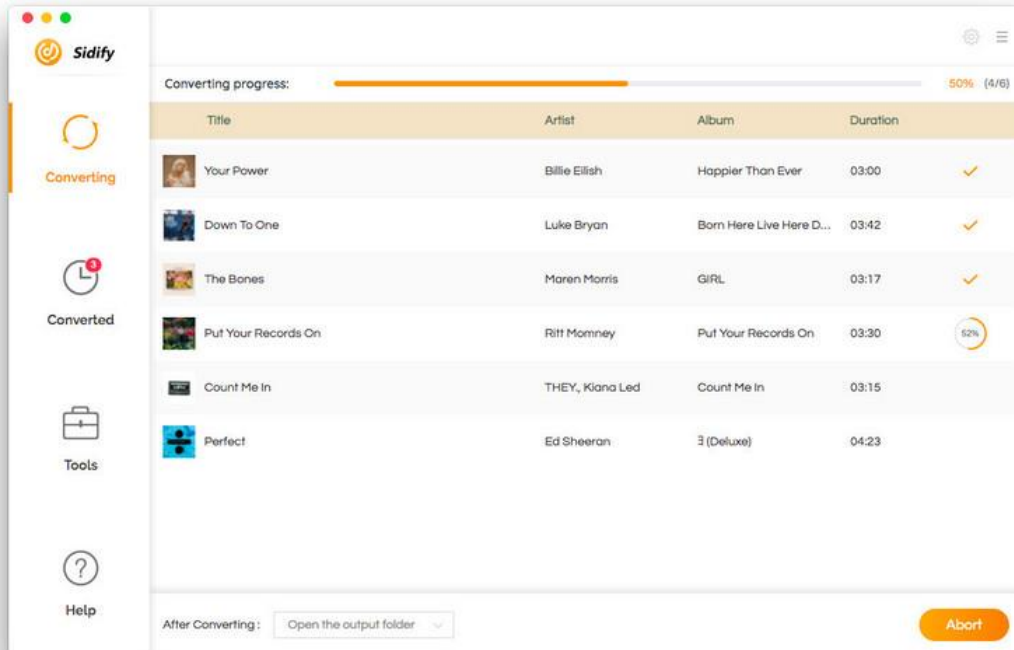 Sidify
Converting progress: 50% (4/6)
Title Artist Album Duration
Converting
Your Power Billie Eilish Happier Than Ever 03:00
Down To One Luke Bryan Born Here Live Here D... 03:42
3
The Bones Maren Morris GIRL 03:17
Converted
Put Your Records On Ritt Momney Put Your Records On 03:30 52%
Count Me In THEY., Kiana Led Count Me In 03:15
Perfect Ed Sheeran ∃ (Deluxe) 04:23
Tools
Help
After Converting: Open the output folder Abort